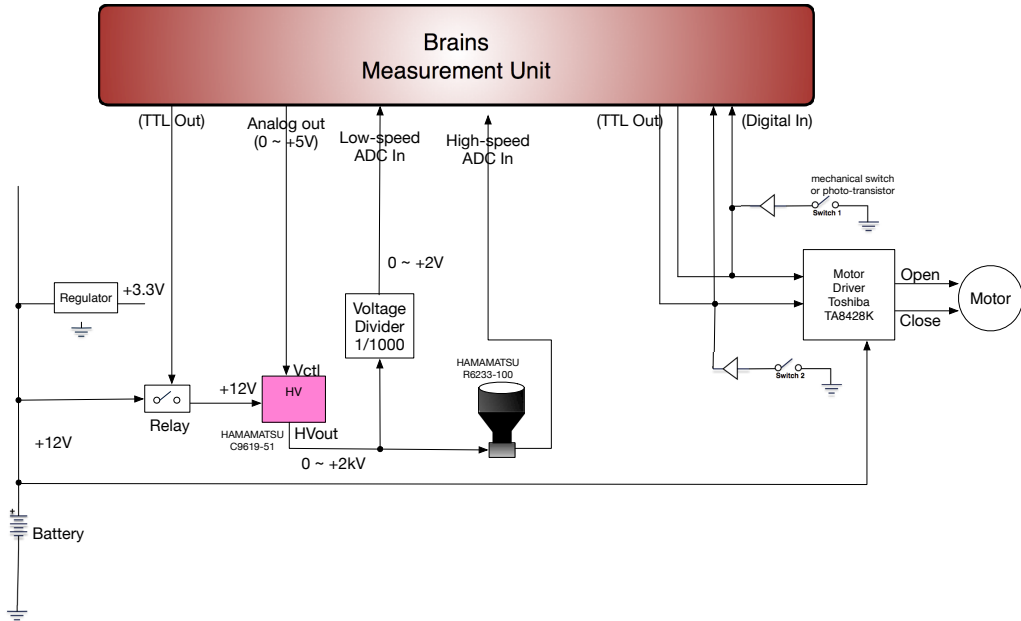 Brains
Measurement Unit
(TTL Out)
Analog out
(0 ~ +5V)
Low-speed
ADC In
High-speed
ADC In
(TTL Out)
(Digital In)
mechanical switch
or photo-transistor
Switch 1
0 ~ +2V
Regulator
+3.3V
Voltage
Divider
1/1000
Motor
Driver
Toshiba
TA8428K
Open
Close
Motor
HAMAMATSU
R6233-100
Switch 2
Vctl
HV
+12V
Relay
HAMAMATSU
C9619-51
HVout
0 ~ +2kV
+12V
+
Battery